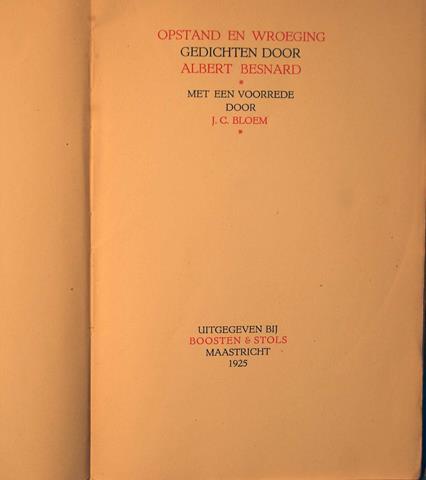 OPSTAND EN WROEGING
GEDICHTEN DOOR
ALBERT BESNARD
*
MET EEN VOORREDE
DOOR
J. C. BLOEM
*
UITGEGEVEN BIJ
BOOSTEN & STOLS
MAASTRICHT
1925